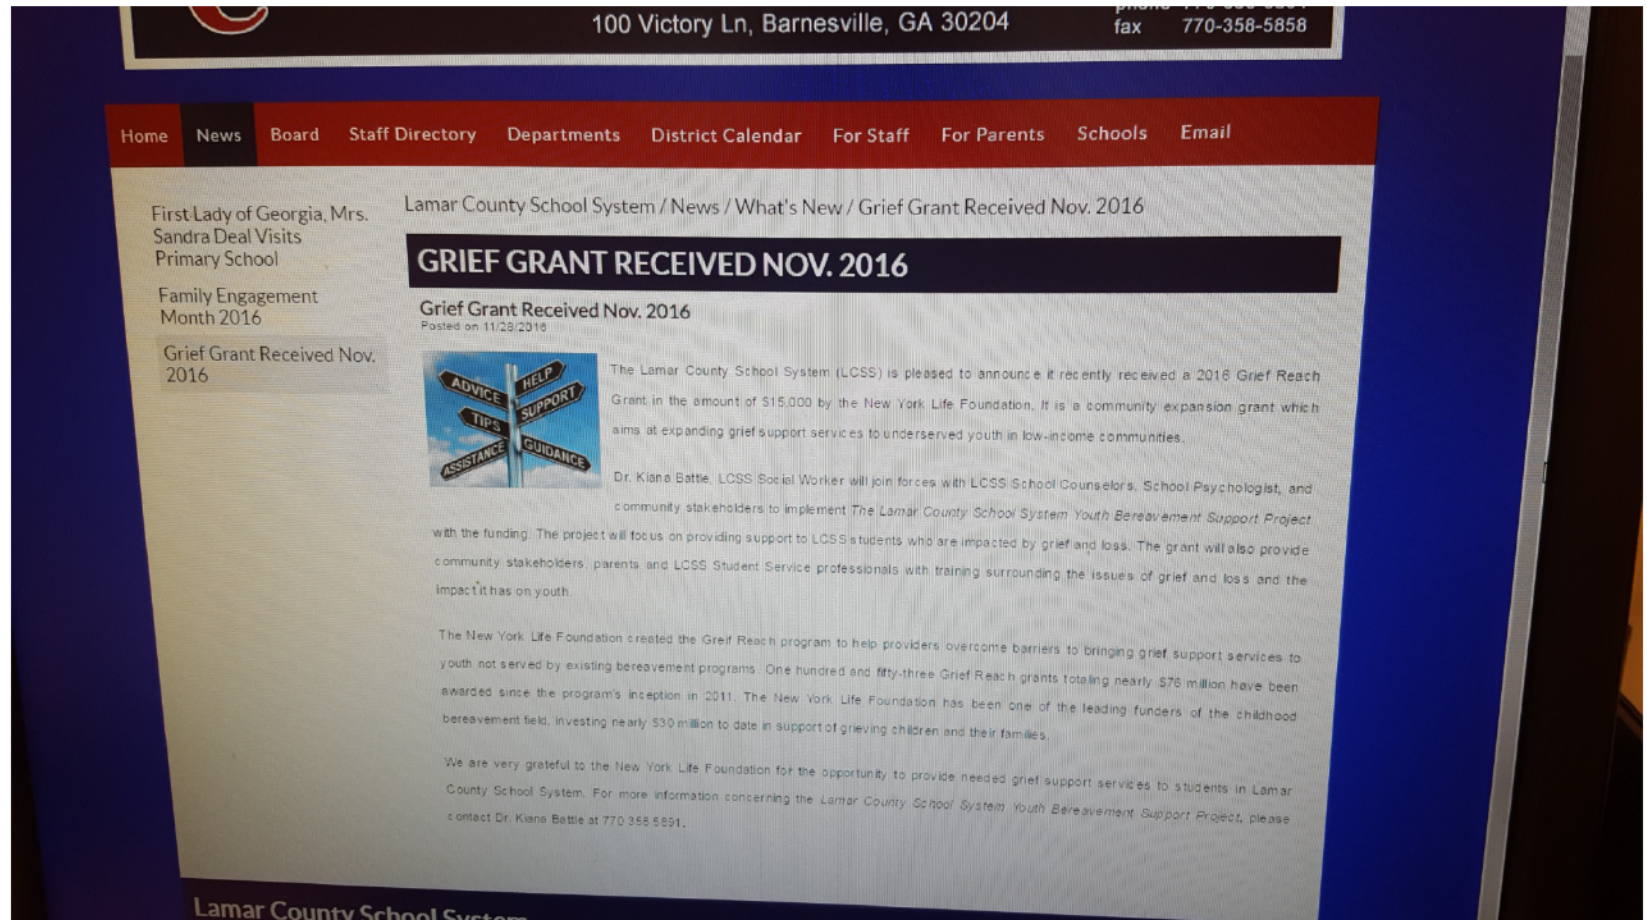 100 Victory Ln, Barnesville, GA 30204
fax 770-358-5858
Home News Board Staff Directory Departments District Calendar For Staff For Parents Schools Email
First Lady of Georgia, Mrs.
Sandra Deal Visits
Primary School
Family Engagement
Month 2016
Grief Grant Received Nov.
2016
Lamar County School System / News / What's New / Grief Grant Received Nov. 2016
GRIEF GRANT RECEIVED NOV. 2016
Grief Grant Received Nov. 2016
Posted on 11/28/2016
ADVICE
HELP
SUPPORT
TIPS
GUIDANCE
ASSISTANCE
The Lamar County School System (LCSS) is pleased to announce it recently received a 2016 Grief Reach
Grant in the amount of $15,000 by the New York Life Foundation. It is a community expansion grant which
aims at expanding grief support services to underserved youth in low-income communities.
Dr. Kiana Battle, LCSS Social Worker will join forces with LCSS School Counselors, School Psychologist, and
community stakeholders to implement The Lamar County School System Youth Bereavement Support Project
with the funding. The project will focus on providing support to LCSS students who are impacted by grief and loss. The grant will also provide
community stakeholders, parents and LCSS Student Service professionals with training surrounding the issues of grief and loss and the
impact it has on youth.
The New York Life Foundation created the Greif Reach program to help providers overcome barriers to bringing grief support services to
youth not served by existing bereavement programs. One hundred and fifty-three Grief Reach grants totaling nearly $76 million have been
awarded since the program's inception in 2011. The New York Life Foundation has been one of the leading funders of the childhood
bereavement field, investing nearly $30 million to date in support of grieving children and their families.
We are very grateful to the New York Life Foundation for the opportunity to provide needed grief support services to students in Lamar
County School System. For more information concerning the Lamar County School System Youth Bereavement Support Project, please
contact Dr. Kiana Battle at 770 358 5891.
Lamar County School System